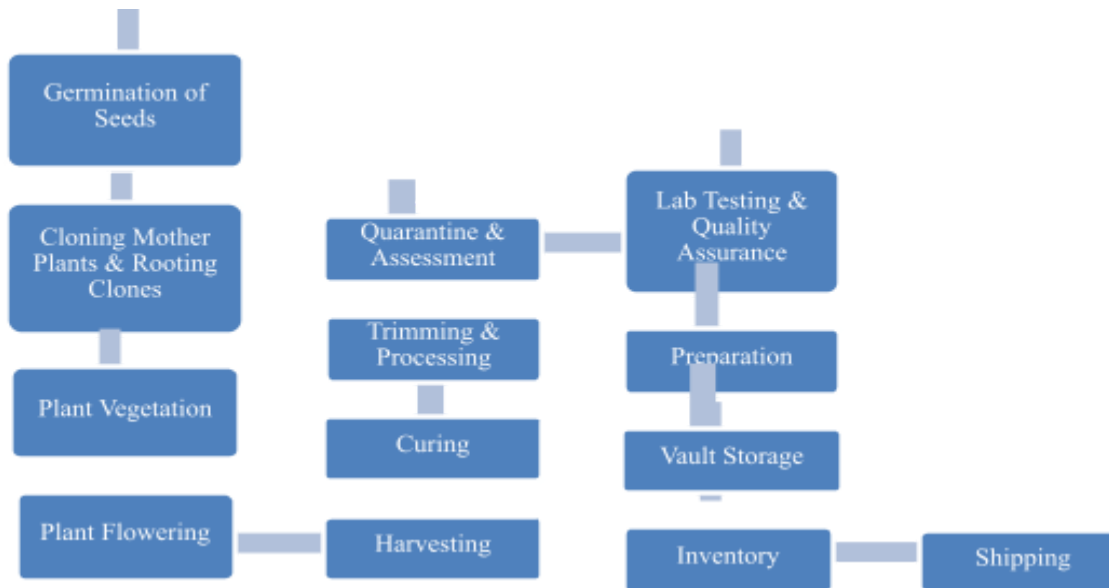 Germination of
Seeds
Cloning Mother
Plants & Rooting
Clones
Plant Vegetation
Plant Flowering
Quarantine &
Assessment
Trimming &
Processing
Curing
Harvesting
Lab Testing &
Quality
Assurance
Preparation
Vault Storage
Inventory
Shipping